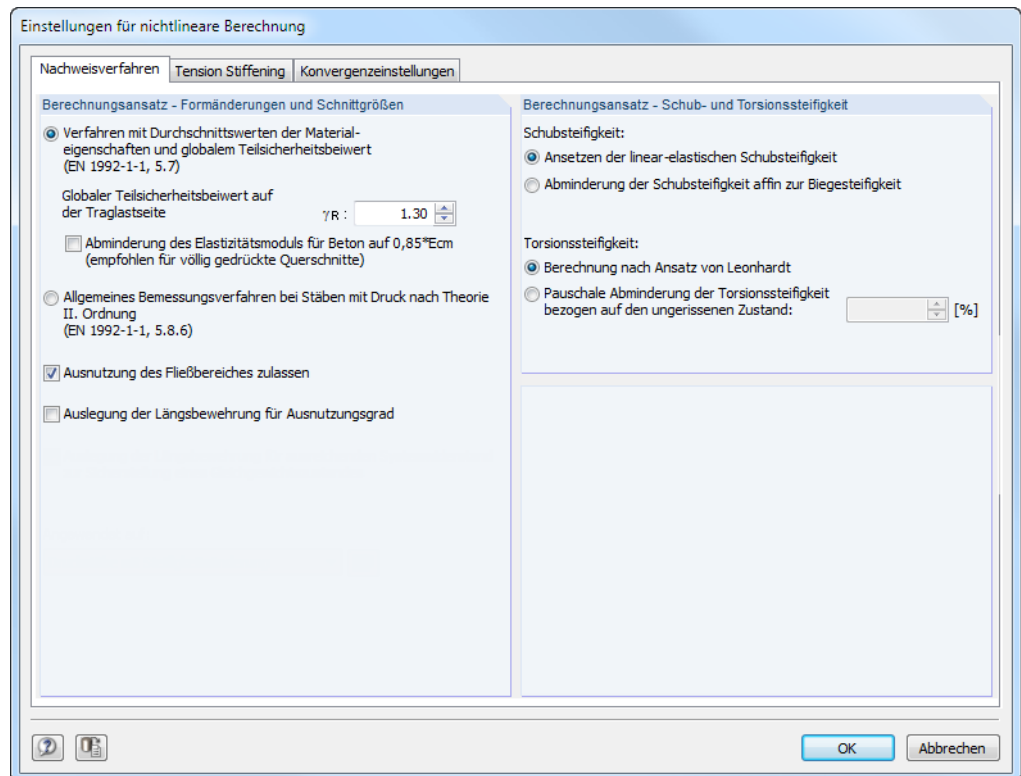 Einstellungen für nichtlineare Berechnung
Nachweisverfahren
Tension Stiffening
Konvergenzeinstellungen
Berechnungsansatz - Formänderungen und Schnittgrößen
Verfahren mit Durchschnittswerten der Material-
eigenschaften und globalem Teilsicherheitsbeiwert
(EN 1992-1-1, 5.7)
Globaler Teilsicherheitsbeiwert auf
der Traglastseite
γR :
1.30
Abminderung des Elastizitätsmoduls für Beton auf 0,85*Ecm
(empfohlen für völlig gedrückte Querschnitte)
Allgemeines Bemessungsverfahren bei Stäben mit Druck nach Theorie
II. Ordnung
(EN 1992-1-1, 5.8.6)
Ausnutzung des Fließbereiches zulassen
Auslegung der Längsbewehrung für Ausnutzungsgrad
Berechnungsansatz - Schub- und Torsionssteifigkeit
Schubsteifigkeit:
Ansetzen der linear-elastischen Schubsteifigkeit
Abminderung der Schubsteifigkeit affin zur Biegesteifigkeit
Torsionssteifigkeit:
Berechnung nach Ansatz von Leonhardt
Pauschale Abminderung der Torsionssteifigkeit
bezogen auf den ungerissenen Zustand:
[%]
OK
Abbrechen